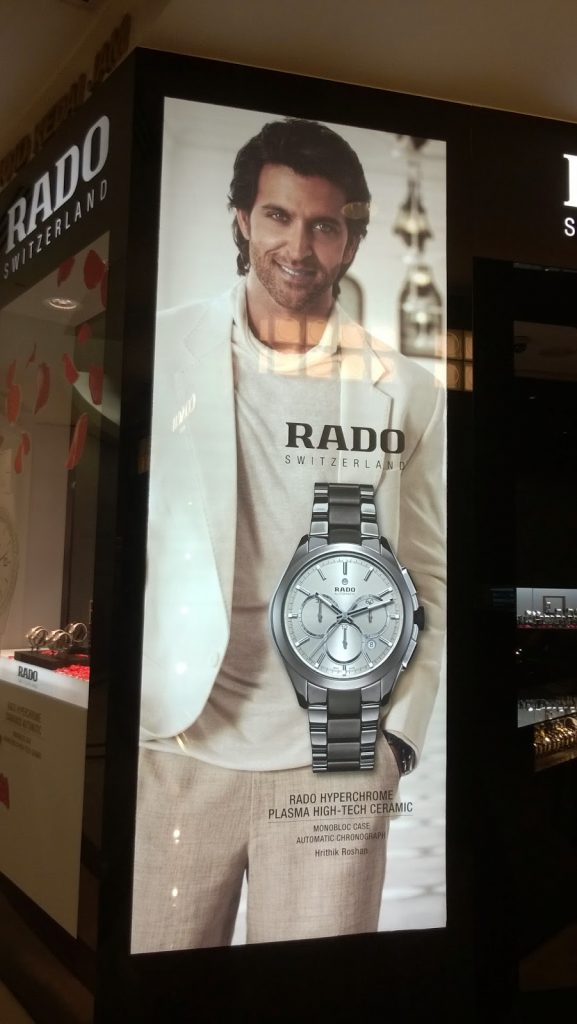 RADO
SWITZERLAND
RADO
SWITZERLAND
RADO
RADO
RADO HYPERCHROME
PLASMA HIGH-TECH CERAMIC
MONOBLOC CASE
AUTOMATIC CHRONOGRAPH
Hrithik Roshan